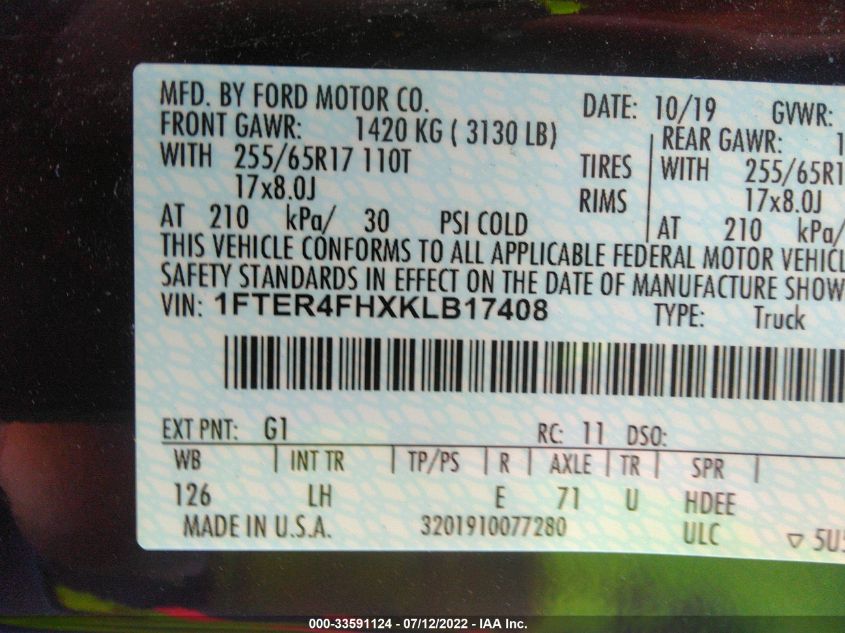 MFD. BY FORD MOTOR CO. DATE: 10/19 GVWR:
FRONT GAWR: 1420 KG ( 3130 LB) REAR GAWR: 1
WITH 255/65R17 110T TIRES WITH 255/65R1
17x8.0J RIMS 17x8.0J
AT 210 kPa/ 30 PSI COLD AT 210 kPa/
THIS VEHICLE CONFORMS TO ALL APPLICABLE FEDERAL MOTOR VEHICL
SAFETY STANDARDS IN EFFECT ON THE DATE OF MANUFACTURE SHOW
VIN: 1FTER4FHXKLB17408 TYPE: Truck
EXT PNT: G1 RC: 11 DSO:
WB INT TR TP/PS R AXLE TR SPR
126 LH E 71 U HDEE
MADE IN U.S.A. 3201910077280 ULC ▽ 5U5
000-33591124 - 07/12/2022 - IAA Inc.